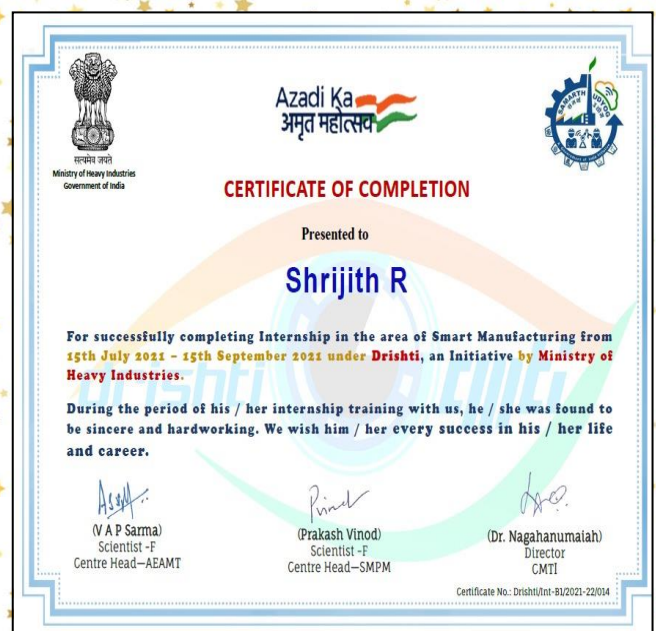 सत्यमेव जयते
Ministry of Heavy Industries
Government of India
Azadi Ka
अमृत महोत्सव
SAMARTH UDYOG
CERTIFICATE OF COMPLETION
Presented to
Shrijith R
For successfully completing Internship in the area of Smart Manufacturing from
15th July 2021 – 15th September 2021 under Drishti, an Initiative by Ministry of
Heavy Industries.
During the period of his / her internship training with us, he / she was found to
be sincere and hardworking. We wish him / her every success in his / her life
and career.
drishti cmti
(V A P Sarma)
Scientist -F
Centre Head—AEAMT
(Prakash Vinod)
Scientist -F
Centre Head—SMPM
(Dr. Nagahanumaiah)
Director
CMTI
Certificate No.: Drishti/Int-B1/2021-22/014